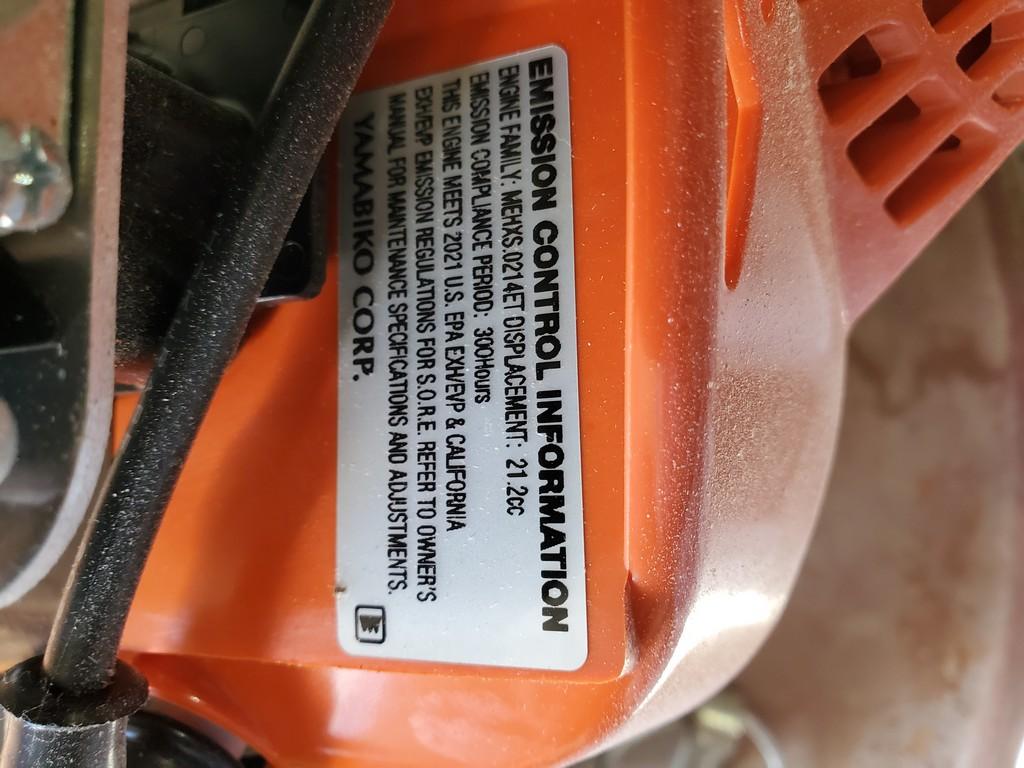 EMISSION CONTROL INFORMATION
ENGINE FAMILY: MEHXS.0214ET DISPLACEMENT: 21.2cc
EMISSION COMPLIANCE PERIOD: 300Hours
THIS ENGINE MEETS 2021 U.S. EPA EXH/EVP & CALIFORNIA
EXH/EVP EMISSION REGULATIONS FOR S.O.R.E. REFER TO OWNER'S
MANUAL FOR MAINTENANCE SPECIFICATIONS AND ADJUSTMENTS.
YAMABIKO CORP.